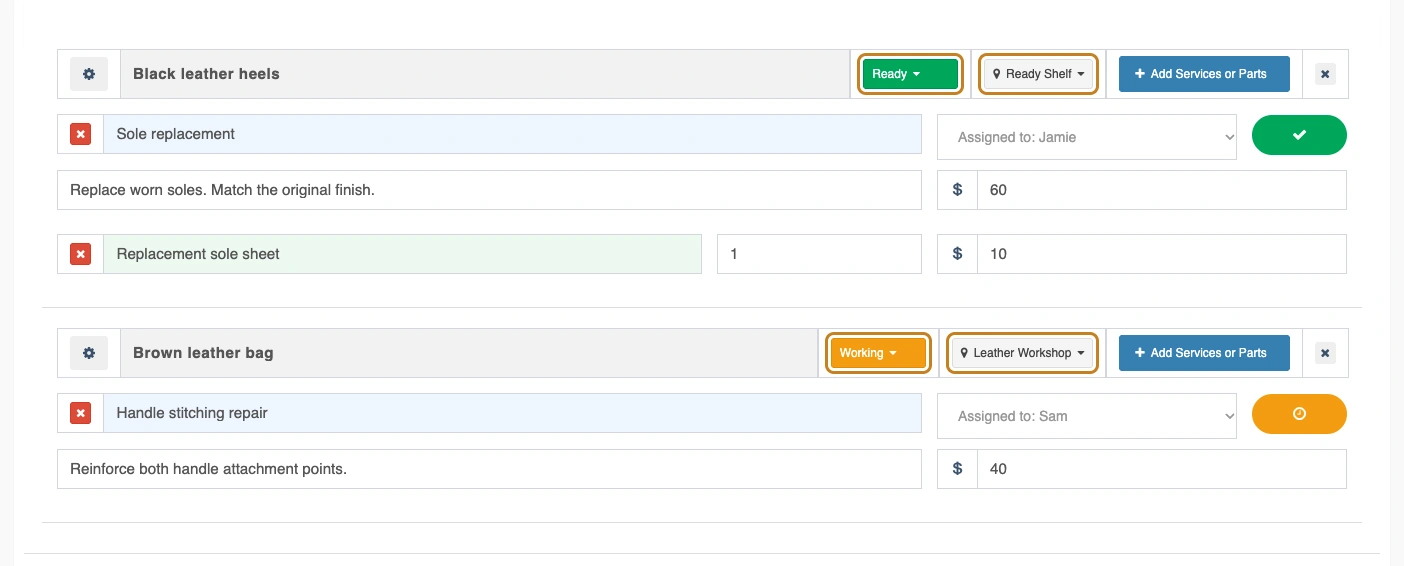 Black leather heels Ready Ready Shelf + Add Services or Parts
Sole replacement Assigned to: Jamie
Replace worn soles. Match the original finish. $ 60
Replacement sole sheet 1 $ 10
Brown leather bag Working Leather Workshop + Add Services or Parts
Handle stitching repair Assigned to: Sam
Reinforce both handle attachment points. $ 40